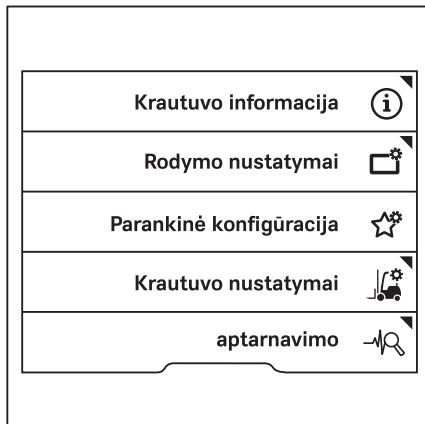 Krautuvo informacija
Rodymo nustatymai
Parankinė konfigūracija
Krautuvo nustatymai
aptarnavimo